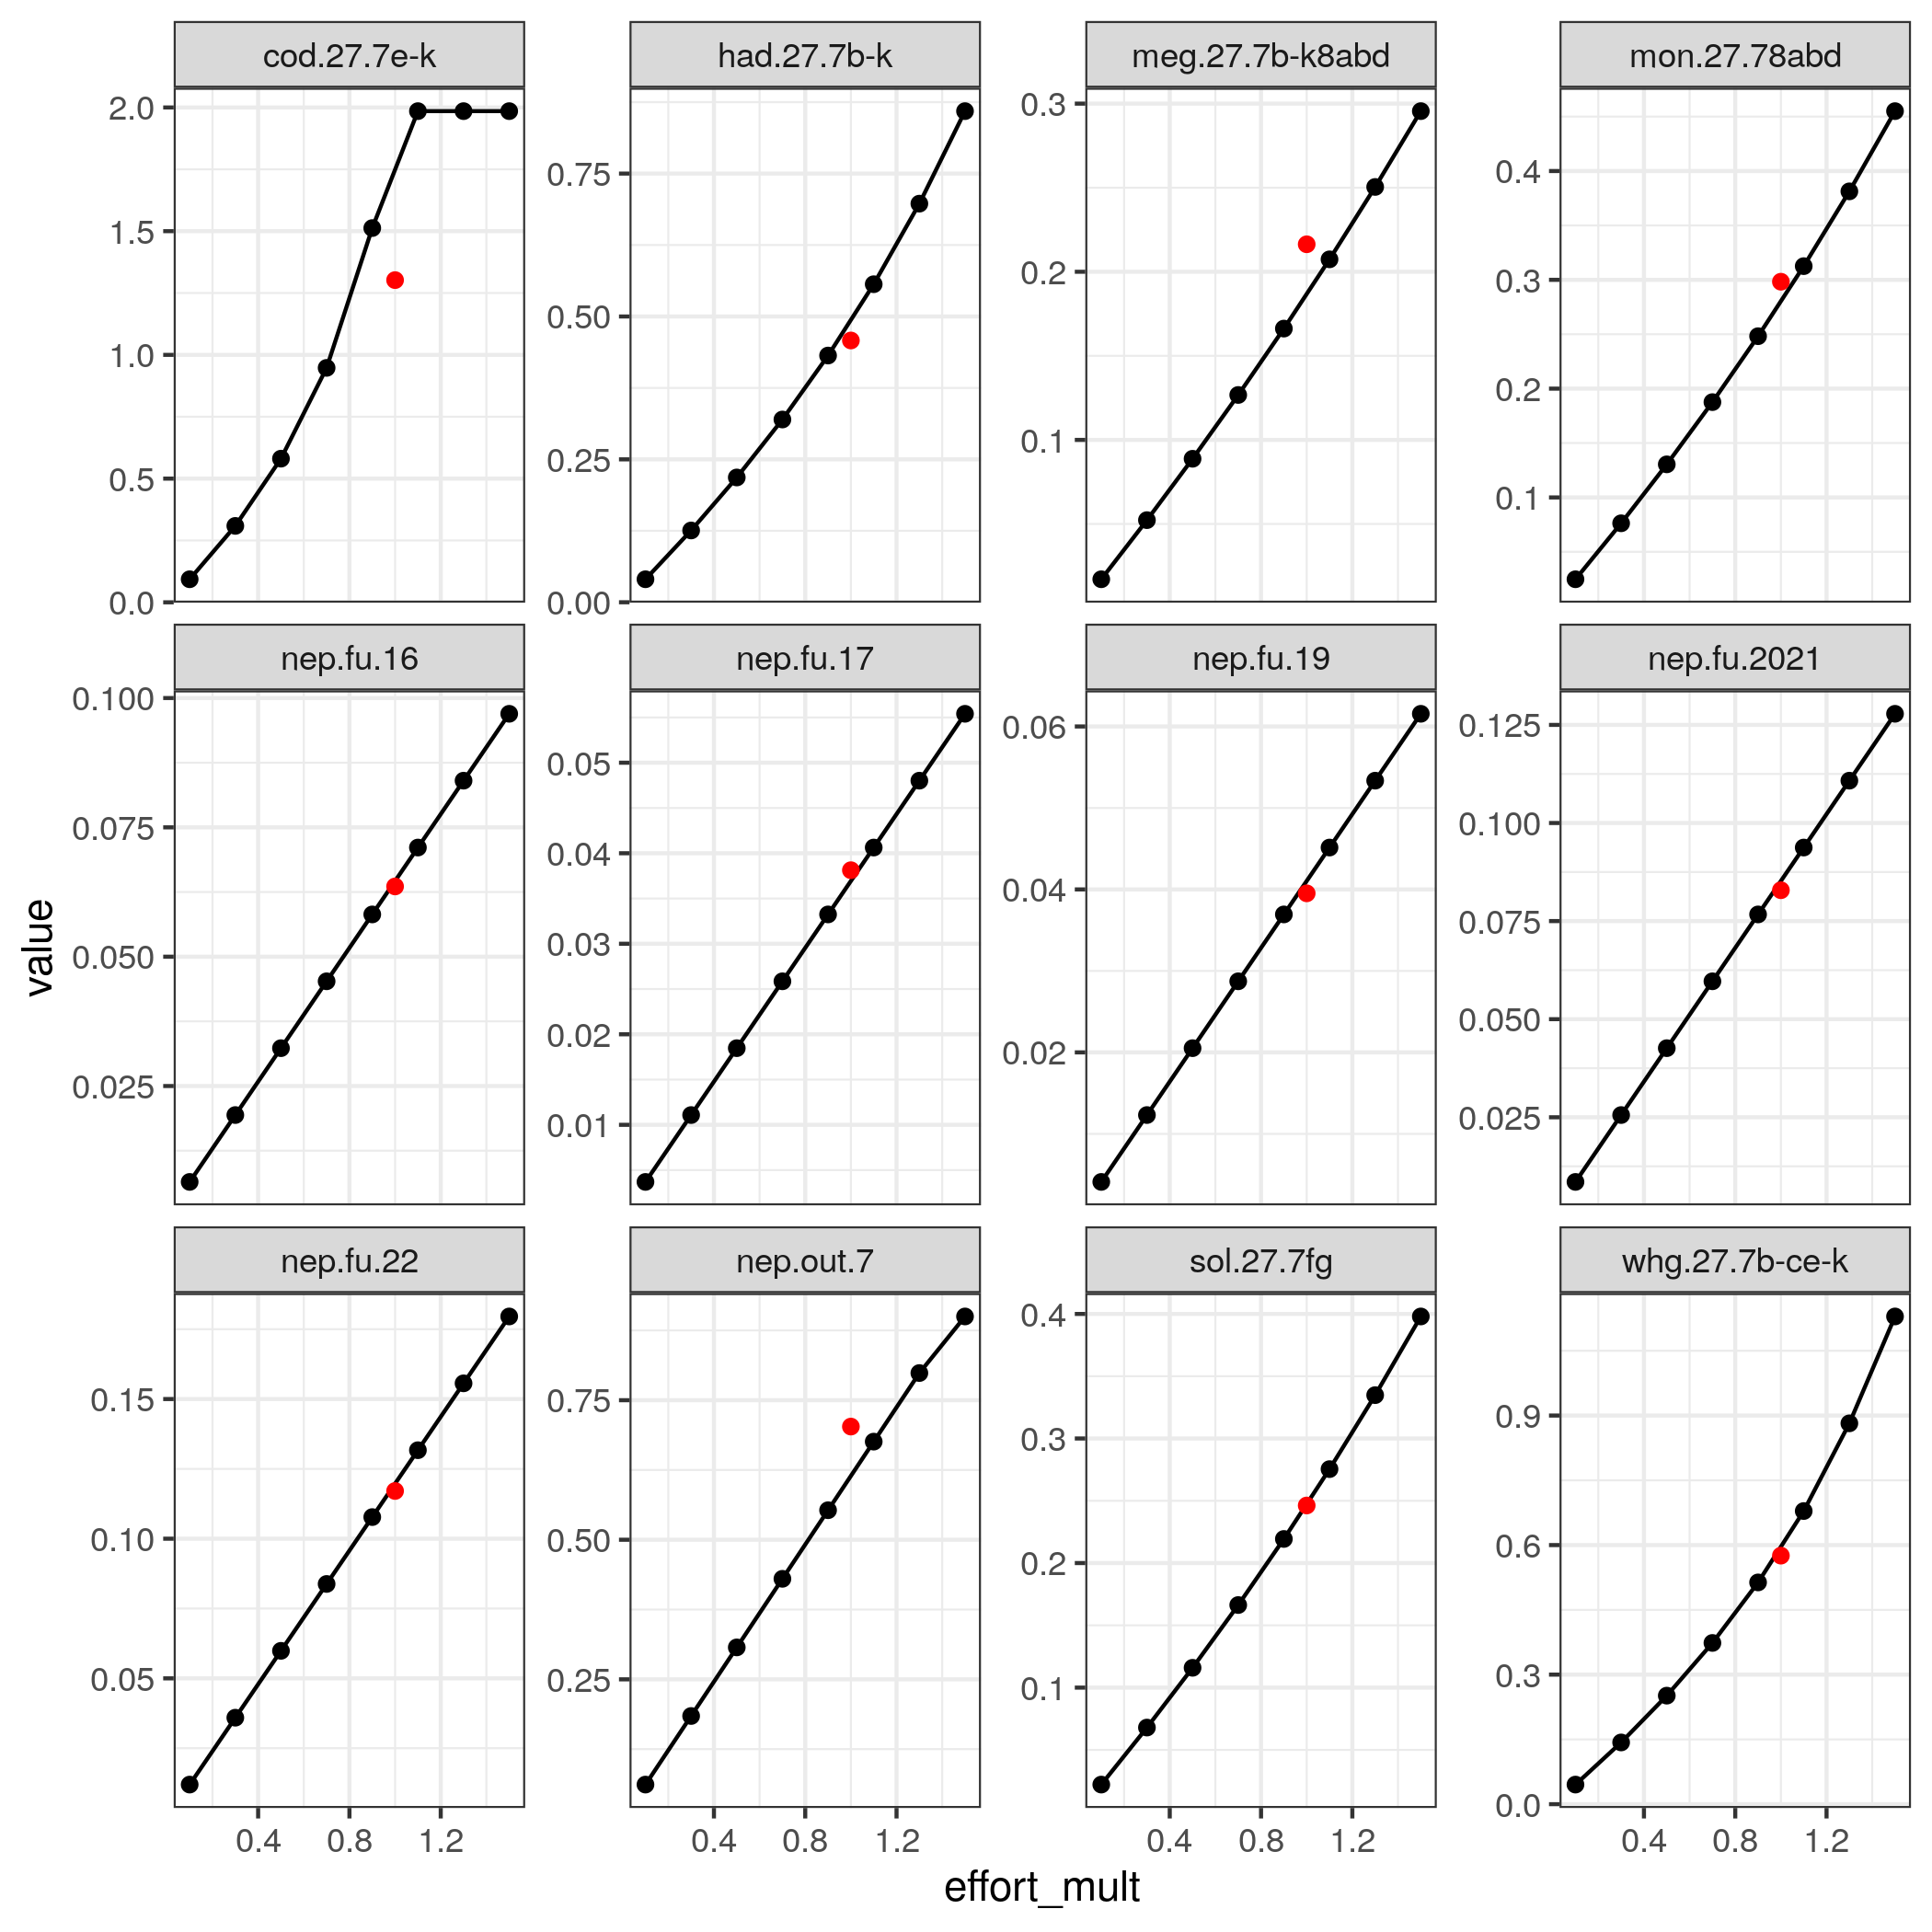 cod.27.7e-k
had.27.7b-k
meg.27.7b-k8abd
mon.27.78abd
2.0
1.5
1.0
0.5
0.0
0.75
0.50
0.25
0.00
0.3
0.2
0.1
0.4
0.3
0.2
0.1
nep.fu.16
nep.fu.17
nep.fu.19
nep.fu.2021
0.100
0.075
0.050
0.025
0.05
0.04
0.03
0.02
0.01
0.06
0.04
0.02
0.125
0.100
0.075
0.050
0.025
value
nep.fu.22
nep.out.7
sol.27.7fg
whg.27.7b-ce-k
0.15
0.10
0.05
0.75
0.50
0.25
0.4
0.3
0.2
0.1
0.9
0.6
0.3
0.0
0.4 0.8 1.2
0.4 0.8 1.2
0.4 0.8 1.2
0.4 0.8 1.2
effort_mult